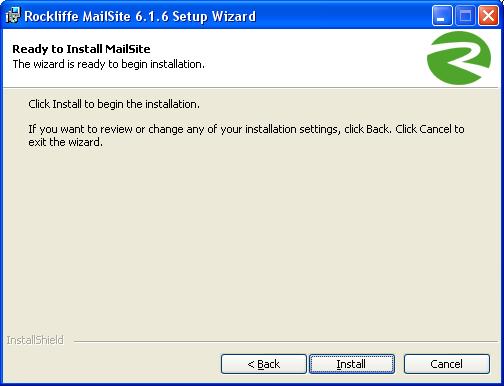 Rockliffe MailSite 6.1.6 Setup Wizard
Ready to Install MailSite
The wizard is ready to begin installation.
Click Install to begin the installation.
If you want to review or change any of your installation settings, click Back. Click Cancel to
exit the wizard.
InstallShield
< Back
Install
Cancel